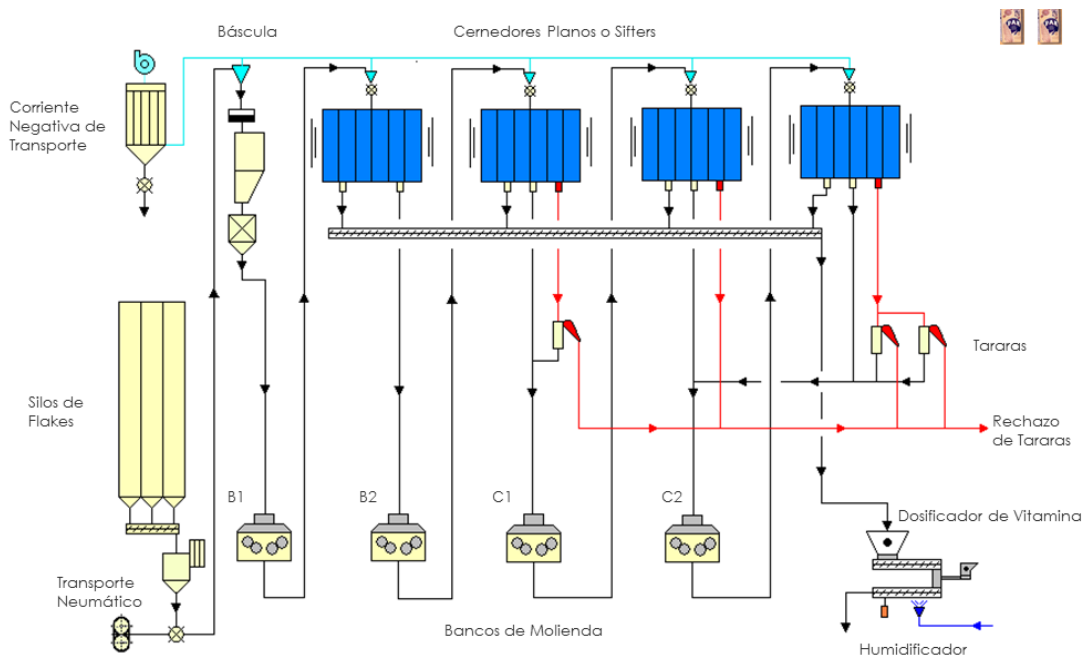 Báscula
Cernedores Planos o Sifters
Corriente
Negativa de
Transporte
Tararas
Silos de
Flakes
Rechazo
de Tararas
B1
B2
C1
C2
Dosificador de Vitamina
Transporte
Neumático
Bancos de Molienda
Humidificador